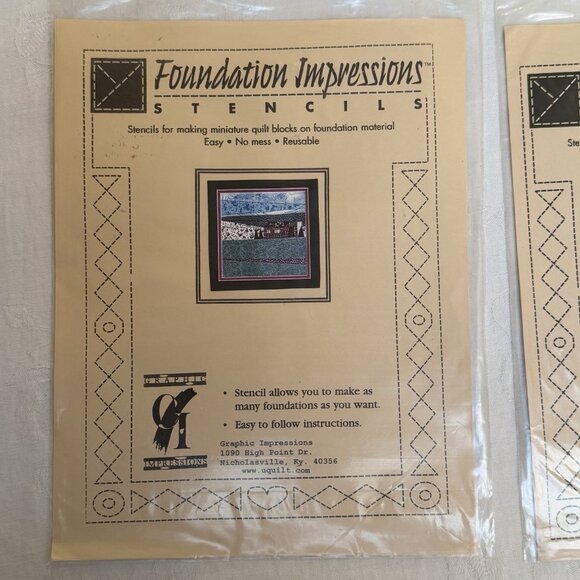 Foundation Impressions™
STENCILS
Stencils for making miniature quilt blocks on foundation material
Easy • No mess • Reusable
GRAPHIC
GI
IMPRESSIONS
• Stencil allows you to make as
many foundations as you want.
• Easy to follow instructions.
Graphic Impressions
1090 High Point Dr.
Nicholasville, Ky. 40356
www.uquilt.com
Ste